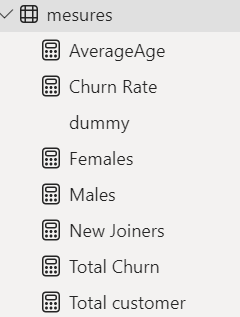 mesures
AverageAge
Churn Rate
dummy
Females
Males
New Joiners
Total Churn
Total customer